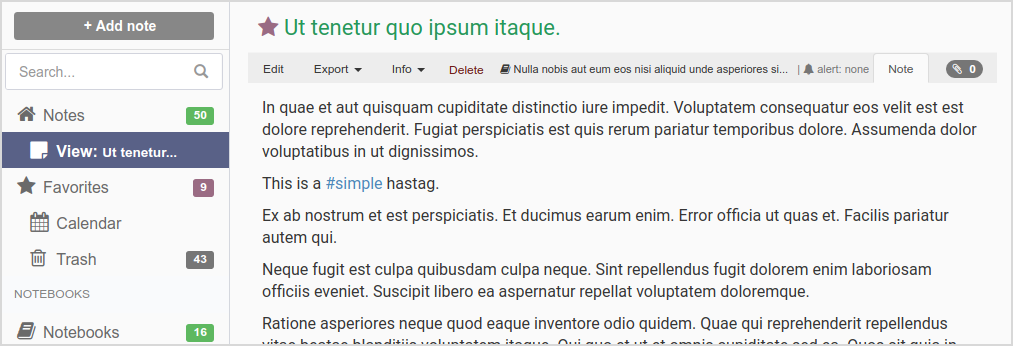 + Add note
Search...
Notes 50
View: Ut tenetur...
Favorites 9
Calendar
Trash 43
NOTEBOOKS
Notebooks 16
Ut tenetur quo ipsum itaque.
Edit Export Info Delete Nulla nobis aut eum eos nisi aliquid unde asperiores si... | alert: none Note 0
In quae et aut quisquam cupiditate distinctio iure impedit. Voluptatem consequatur eos velit est est
dolore reprehenderit. Fugiat perspiciatis est quis rerum pariatur temporibus dolore. Assumenda dolor
voluptatibus in ut dignissimos.
This is a #simple hastag.
Ex ab nostrum et est perspiciatis. Et ducimus earum enim. Error officia ut quas et. Facilis pariatur
autem qui.
Neque fugit est culpa quibusdam culpa neque. Sint repellendus fugit dolorem enim laboriosam
officiis eveniet. Suscipit libero ea aspernatur repellat voluptatem doloremque.
Ratione asperiores neque quod eaque inventore odio quidem. Quae qui reprehenderit repellendus